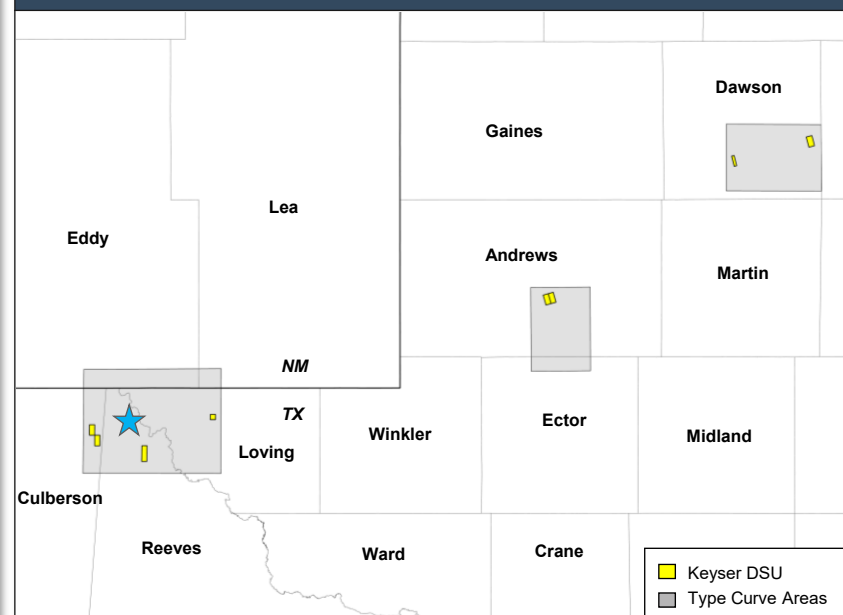 Dawson
Gaines
Lea
Eddy
Andrews
Martin
NM
TX
Ector
Winkler
Midland
Loving
Culberson
Reeves
Ward
Crane
Keyser DSU
Type Curve Areas